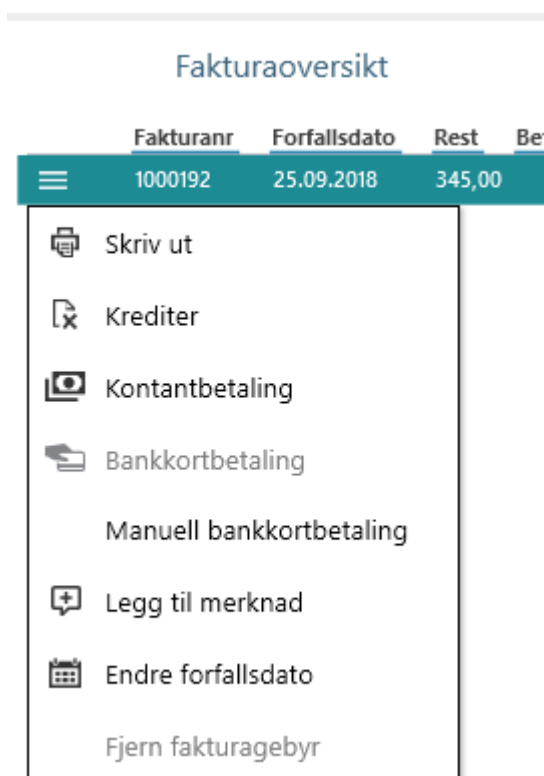 Fakturaoversikt
Fakturanr Forfallsdato Rest
1000192 25.09.2018 345,00
Skriv ut
Krediter
Kontantbetaling
Bankkortbetaling
Manuell bankkortbetaling
Legg til merknad
Endre forfallsdato
Fjern fakturagebyr